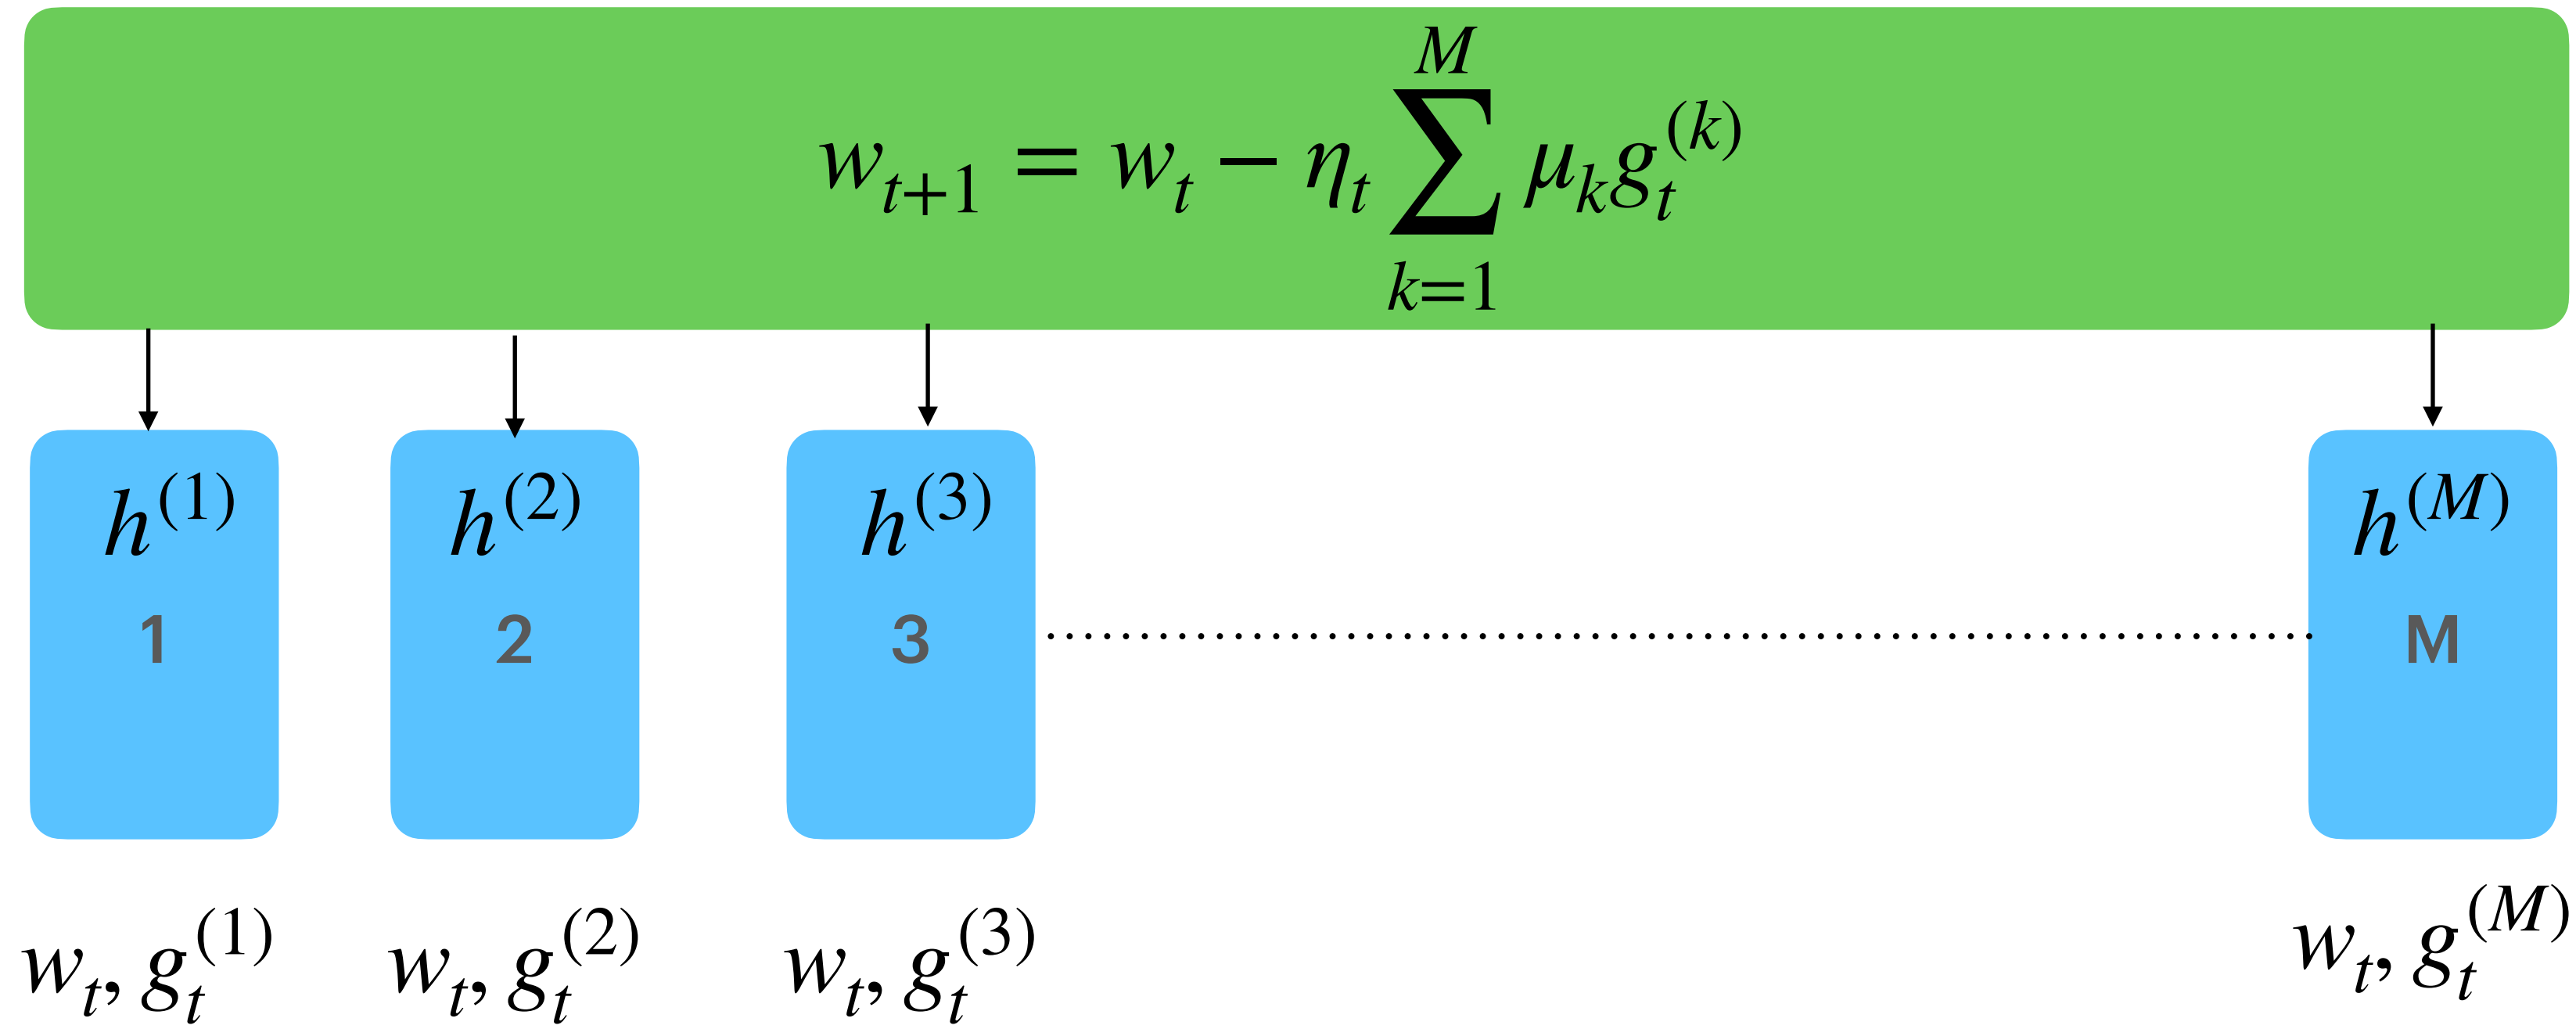 w_{t+1} = w_t − η_t \sum_{k=1}^{M} μ_k g_t^{(k)}
h^{(1)} h^{(2)} h^{(3)} h^{(M)}
1 2 3 M
w_t, g_t^{(1)} w_t, g_t^{(2)} w_t, g_t^{(3)} w_t, g_t^{(M)}